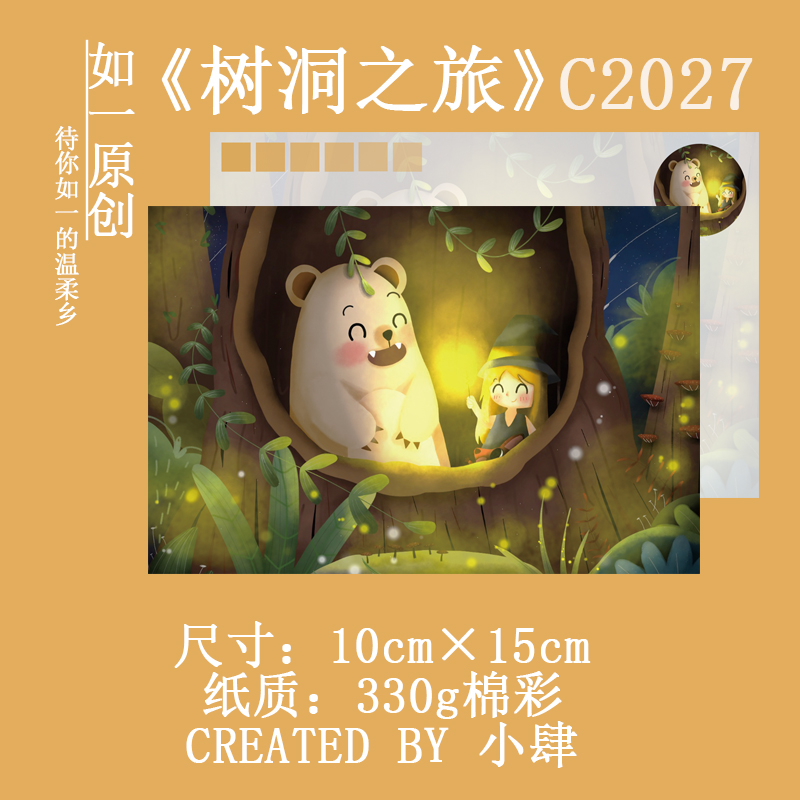 如一原创
待你如一的温柔乡
《树洞之旅》C2027
尺寸：10cm×15cm
纸质：330g棉彩
CREATED BY 小肆